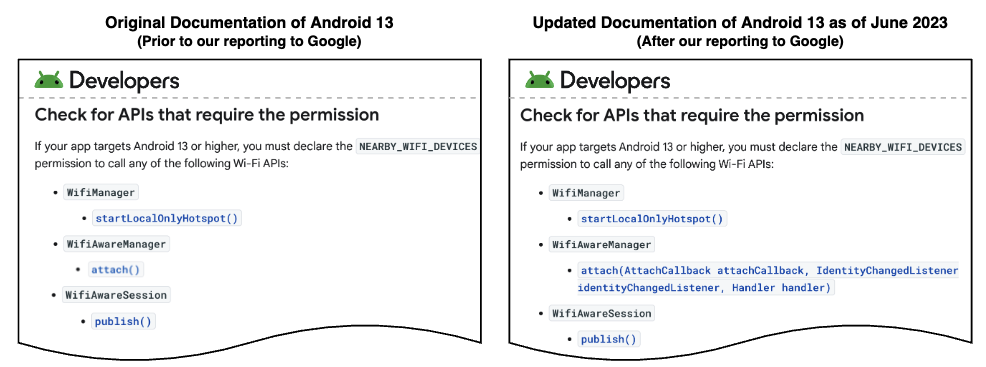 Original Documentation of Android 13
(Prior to our reporting to Google)
Developers
Check for APIs that require the permission
If your app targets Android 13 or higher, you must declare the NEARBY_WIFI_DEVICES
permission to call any of the following Wi-Fi APIs:
• WifiManager
• startLocalOnlyHotspot()
• WifiAwareManager
• attach()
• WifiAwareSession
• publish()
Updated Documentation of Android 13 as of June 2023
(After our reporting to Google)
Developers
Check for APIs that require the permission
If your app targets Android 13 or higher, you must declare the NEARBY_WIFI_DEVICES
permission to call any of the following Wi-Fi APIs:
• WifiManager
• startLocalOnlyHotspot()
• WifiAwareManager
• attach(AttachCallback attachCallback, IdentityChangedListener
identityChangedListener, Handler handler)
• WifiAwareSession
• publish()